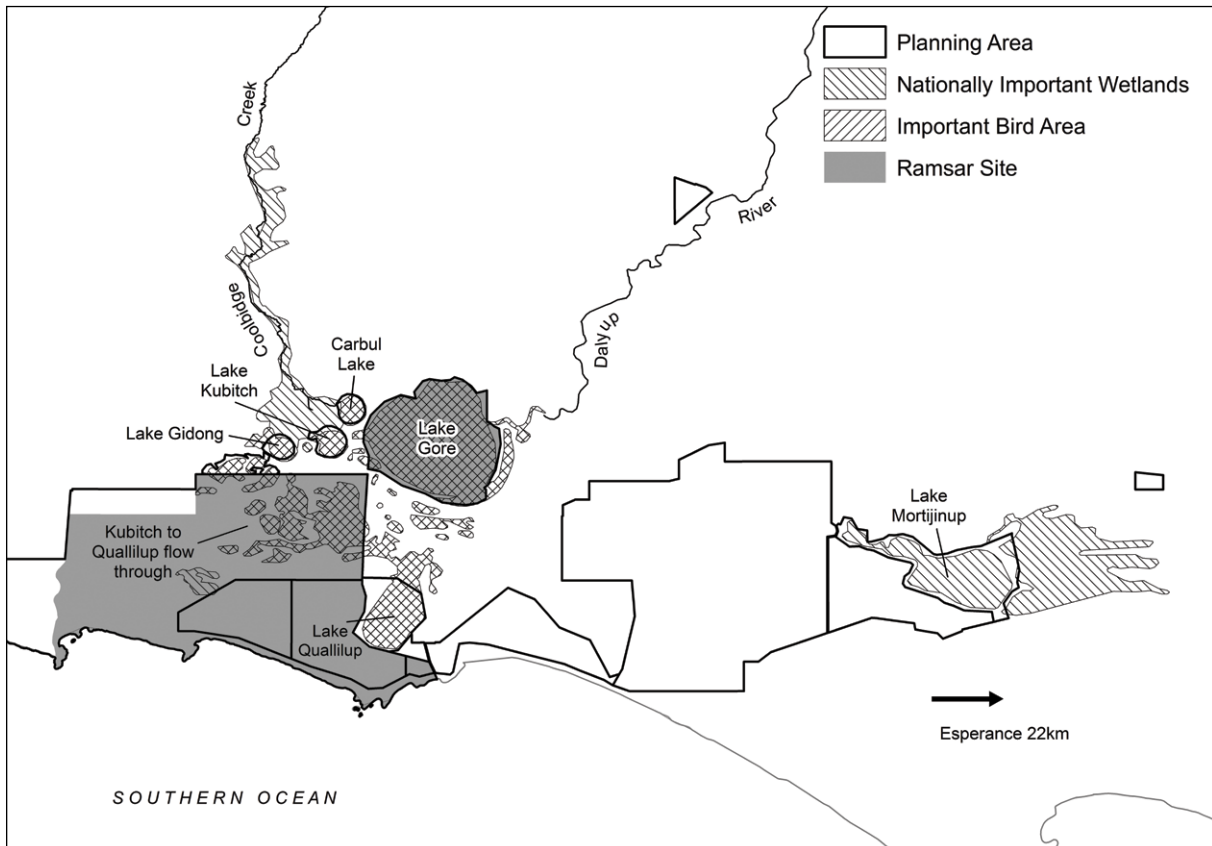 Planning Area
Nationally Important Wetlands
Important Bird Area
Ramsar Site
Creek
Coolbidge
River
Dalyup
Carbul
Lake
Lake
Kubitch
Lake Gidong
Lake
Gore
Kubitch to
Quallilup flow
through
Lake
Quallilup
Lake
Mortijinup
Esperance 22km
SOUTHERN OCEAN